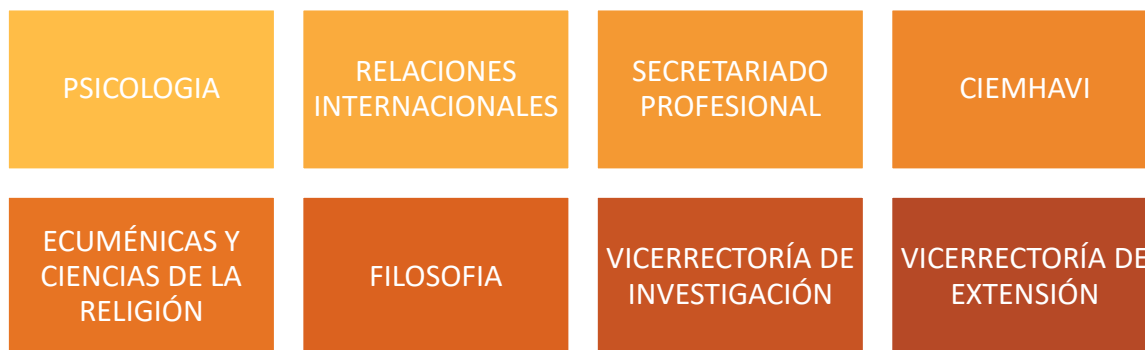 PSICOLOGIA
RELACIONES
INTERNACIONALES
SECRETARIADO
PROFESIONAL
CIEMHAVI
ECUMÉNICAS Y
CIENCIAS DE LA
RELIGIÓN
FILOSOFIA
VICERRECTORÍA DE
INVESTIGACIÓN
VICERRECTORÍA DE
EXTENSIÓN